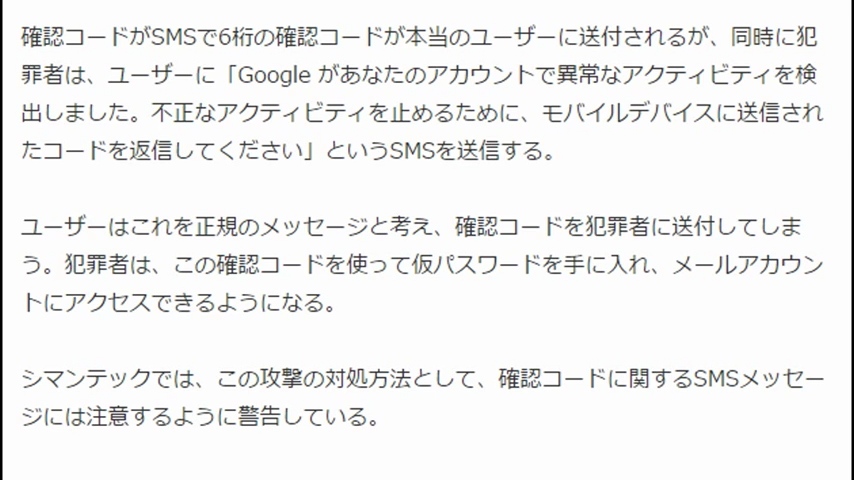 確認コードがSMSで6桁の確認コードが本当のユーザーに送付されるが、同時に犯
罪者は、ユーザーに「Google があなたのアカウントで異常なアクティビティを検
出しました。不正なアクティビティを止めるために、モバイルデバイスに送信され
たコードを返信してください」というSMSを送信する。
ユーザーはこれを正規のメッセージと考え、確認コードを犯罪者に送付してしま
う。犯罪者は、この確認コードを使って仮パスワードを手に入れ、メールアカウン
トにアクセスできるようになる。
シマンテックでは、この攻撃の対処方法として、確認コードに関するSMSメッセー
ジには注意するように警告している。